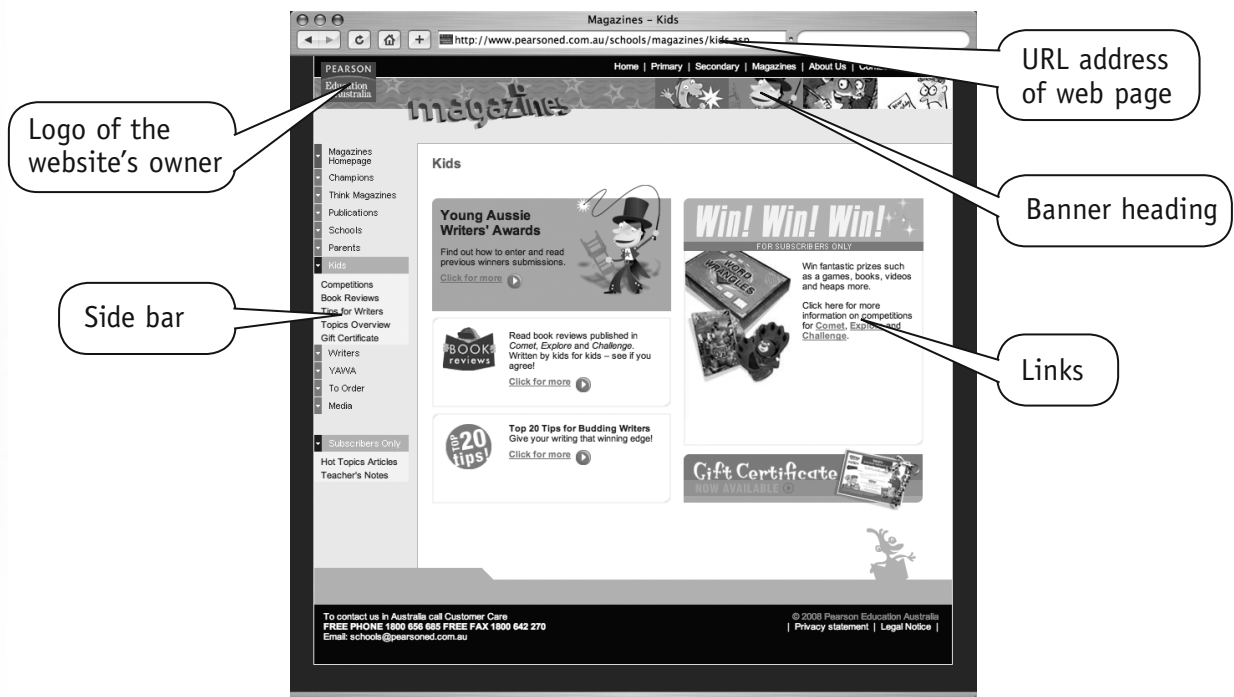 Magazines – Kids
http://www.pearsoned.com.au/schools/magazines/kids.asp
URL address
of web page
PEARSON
Education
Australia
Home | Primary | Secondary | Magazines | About Us |
magazines
Logo of the
website's owner
Banner heading
Side bar
Links
Magazines
Homepage
Champions
Think Magazines
Publications
Schools
Parents
Kids
Competitions
Book Reviews
Tips for Writers
Topics Overview
Gift Certificate
Writers
YAWA
To Order
Media
Subscribers Only
Hot Topics Articles
Teacher's Notes
Kids
Young Aussie
Writers' Awards
Find out how to enter and read
previous winners submissions.
Click for more
BOOK
reviews
Read book reviews published in
Comet, Explore and Challenge.
Written by kids for kids – see if you
agree!
Click for more
TOP
20
tips!
Top 20 Tips for Budding Writers
Give your writing that winning edge!
Click for more
Win! Win! Win!
FOR SUBSCRIBERS ONLY
WORD
WRANGLES
Win fantastic prizes such
as a games, books, videos
and heaps more.
Click here for more
information on competitions
for Comet, Explore and
Challenge.
Gift Certificate
NOW AVAILABLE
To contact us in Australia call Customer Care
FREE PHONE 1800 656 685 FREE FAX 1800 642 270
Email: schools@pearsoned.com.au
© 2008 Pearson Education Australia
| Privacy statement | Legal Notice |